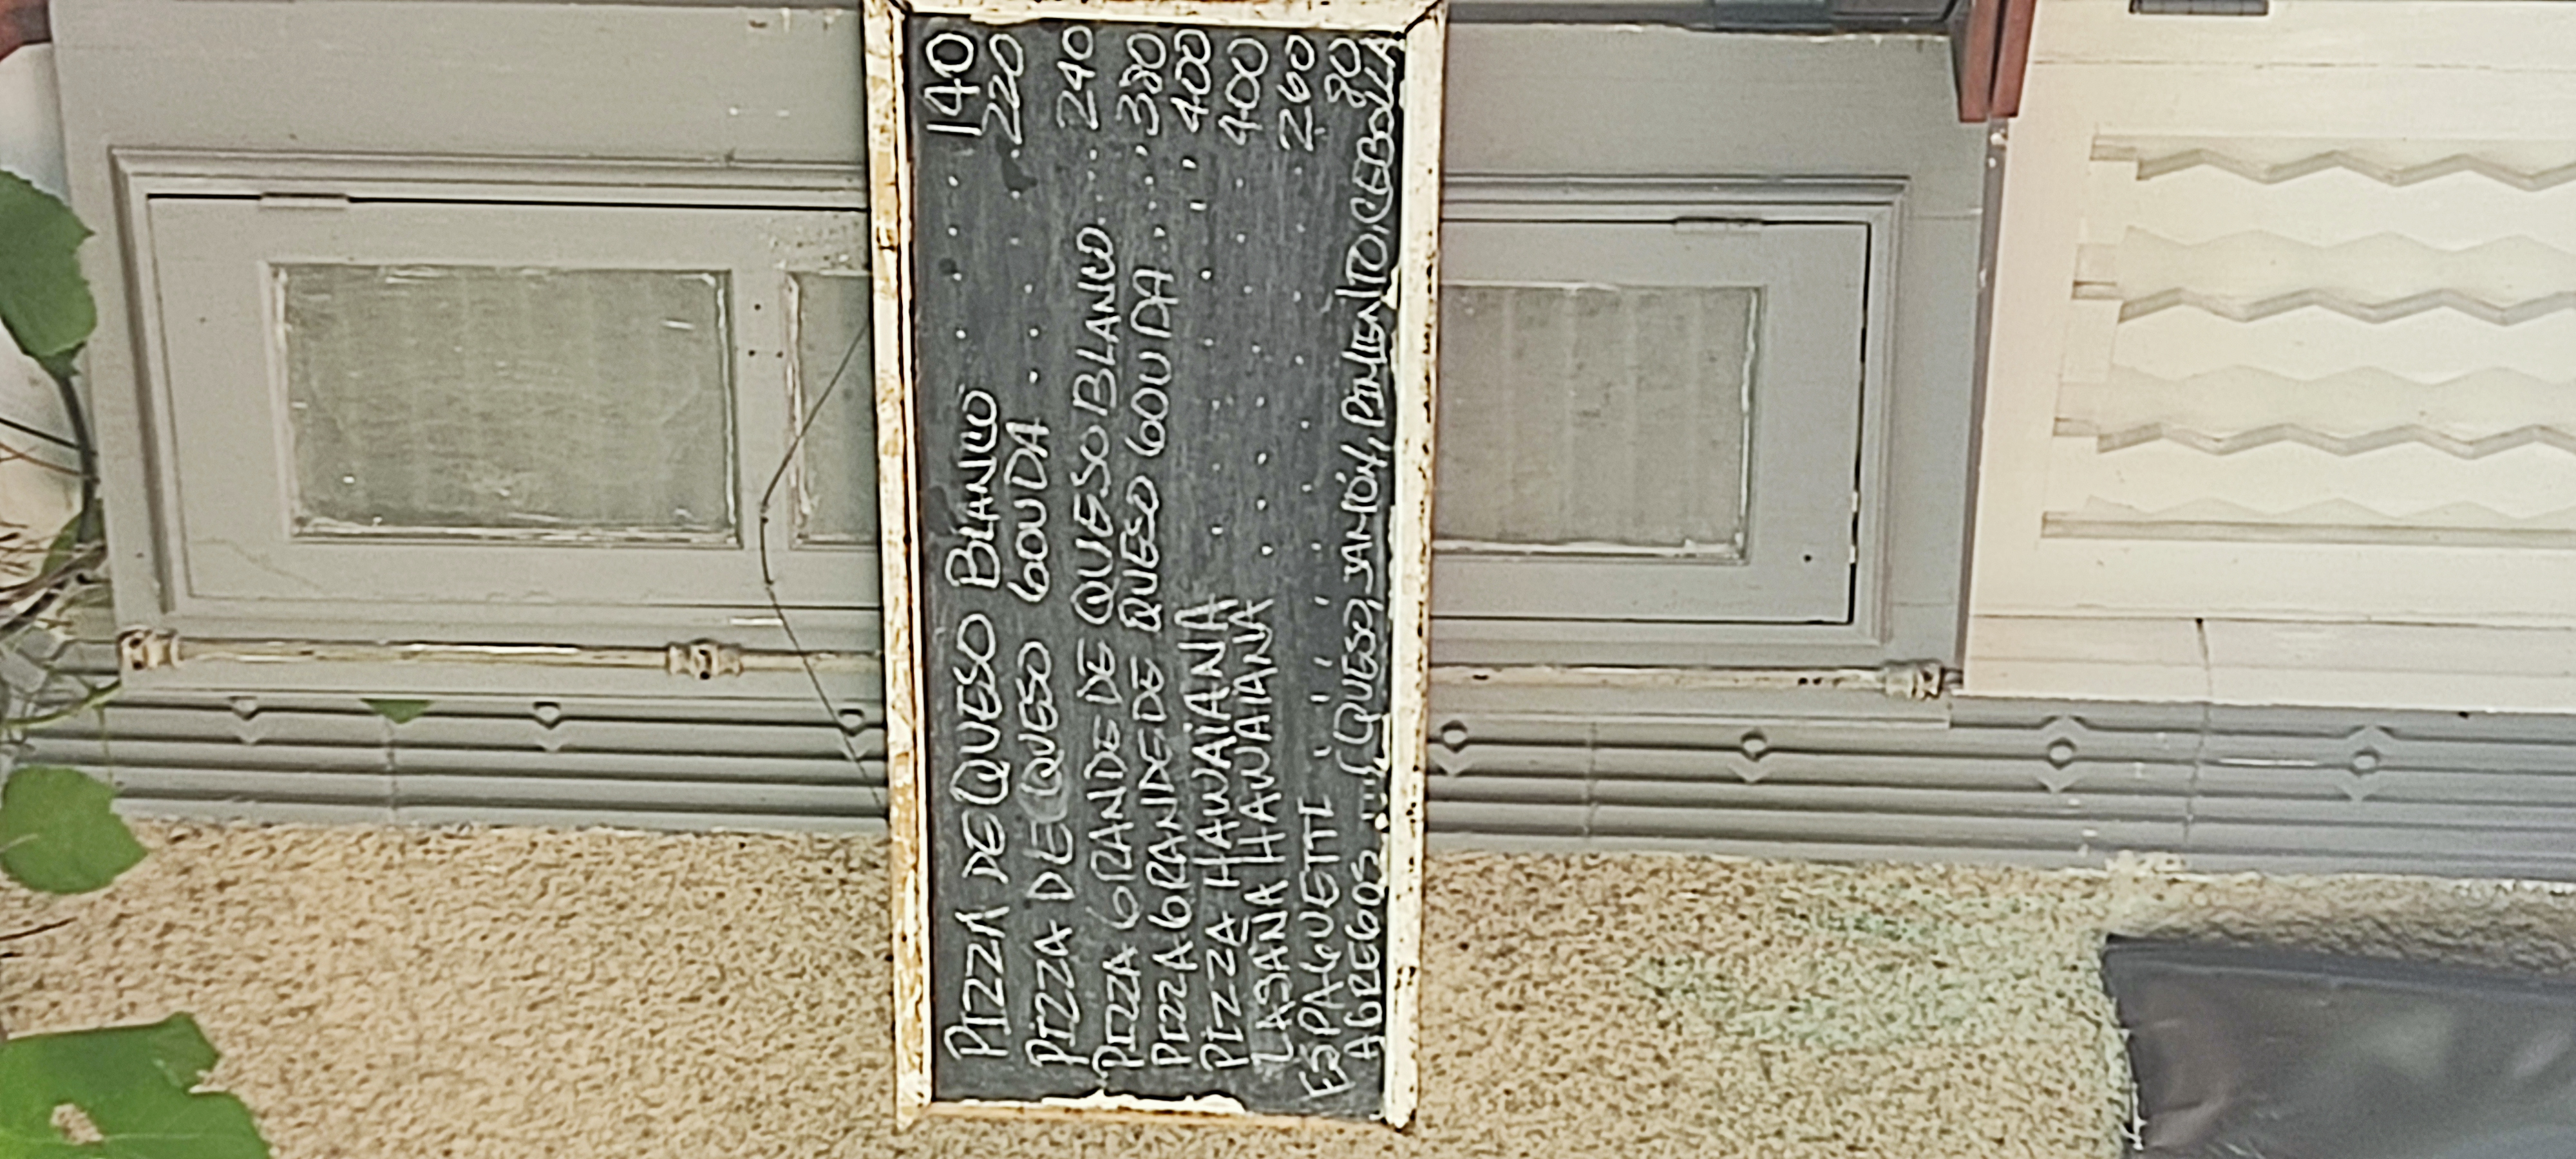 PIZZA DE QUESO BLANCO . . . . . 140
PIZZA DE QUESO GOUDA . . . . . . 220
PIZZA GRANDE DE QUESO BLANCO.... 240
PIZZA GRANDE DE QUESO GOUDA .... 380
PIZZA HAWAiANA . . . . . . . 400
LASAÑA HAWAIANA . . . . . . . 400
ESPAGUETTI . . . . . . . . . . 260
AGREGOS ...( QUESO, JAMÓN, PIMIENTO, CEBOLLA 80